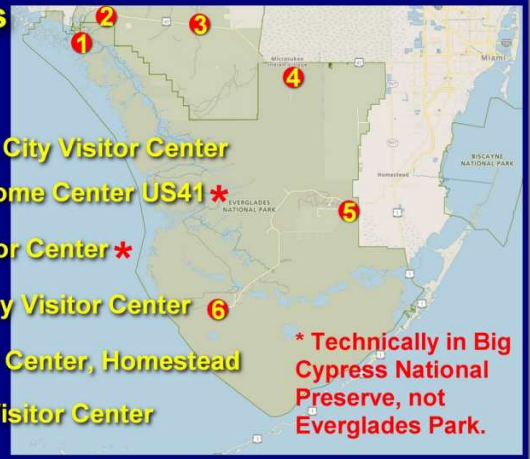 s
1
2
3
4
5
6
Miami
BISCAYNE
NATIONAL PARK
Homestead
EVERGLADES
NATIONAL PARK
City Visitor Center
ome Center US41 *
or Center *
y Visitor Center
Center, Homestead
isitor Center
* Technically in Big
Cypress National
Preserve, not
Everglades Park.